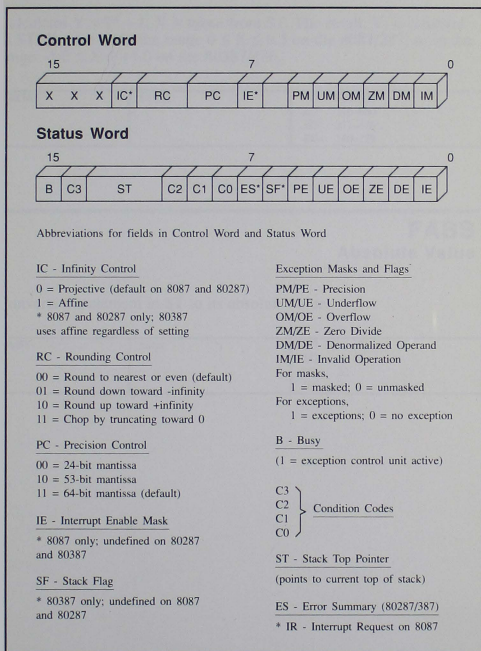 Control Word
15 7 0
X X X IC* RC PC IE* PM UM OM ZM DM IM
Status Word
15 7 0
B C3 ST C2 C1 C0 ES* SF* PE UE OE ZE DE IE
Abbreviations for fields in Control Word and Status Word
IC - Infinity Control
0 = Projective (default on 8087 and 80287)
1 = Affine
* 8087 and 80287 only; 80387
uses affine regardless of setting
RC - Rounding Control
00 = Round to nearest or even (default)
01 = Round down toward -infinity
10 = Round up toward +infinity
11 = Chop by truncating toward 0
PC - Precision Control
00 = 24-bit mantissa
10 = 53-bit mantissa
11 = 64-bit mantissa (default)
IE - Interrupt Enable Mask
* 8087 only; undefined on 80287
and 80387
SF - Stack Flag
* 80387 only; undefined on 8087
and 80287
Exception Masks and Flags
PM/PE - Precision
UM/UE - Underflow
OM/OE - Overflow
ZM/ZE - Zero Divide
DM/DE - Denormalized Operand
IM/IE - Invalid Operation
For masks,
1 = masked; 0 = unmasked
For exceptions,
1 = exceptions; 0 = no exception
B - Busy
(1 = exception control unit active)
C3
C2
C1
C0
Condition Codes
ST - Stack Top Pointer
(points to current top of stack)
ES - Error Summary (80287/387)
* IR - Interrupt Request on 8087